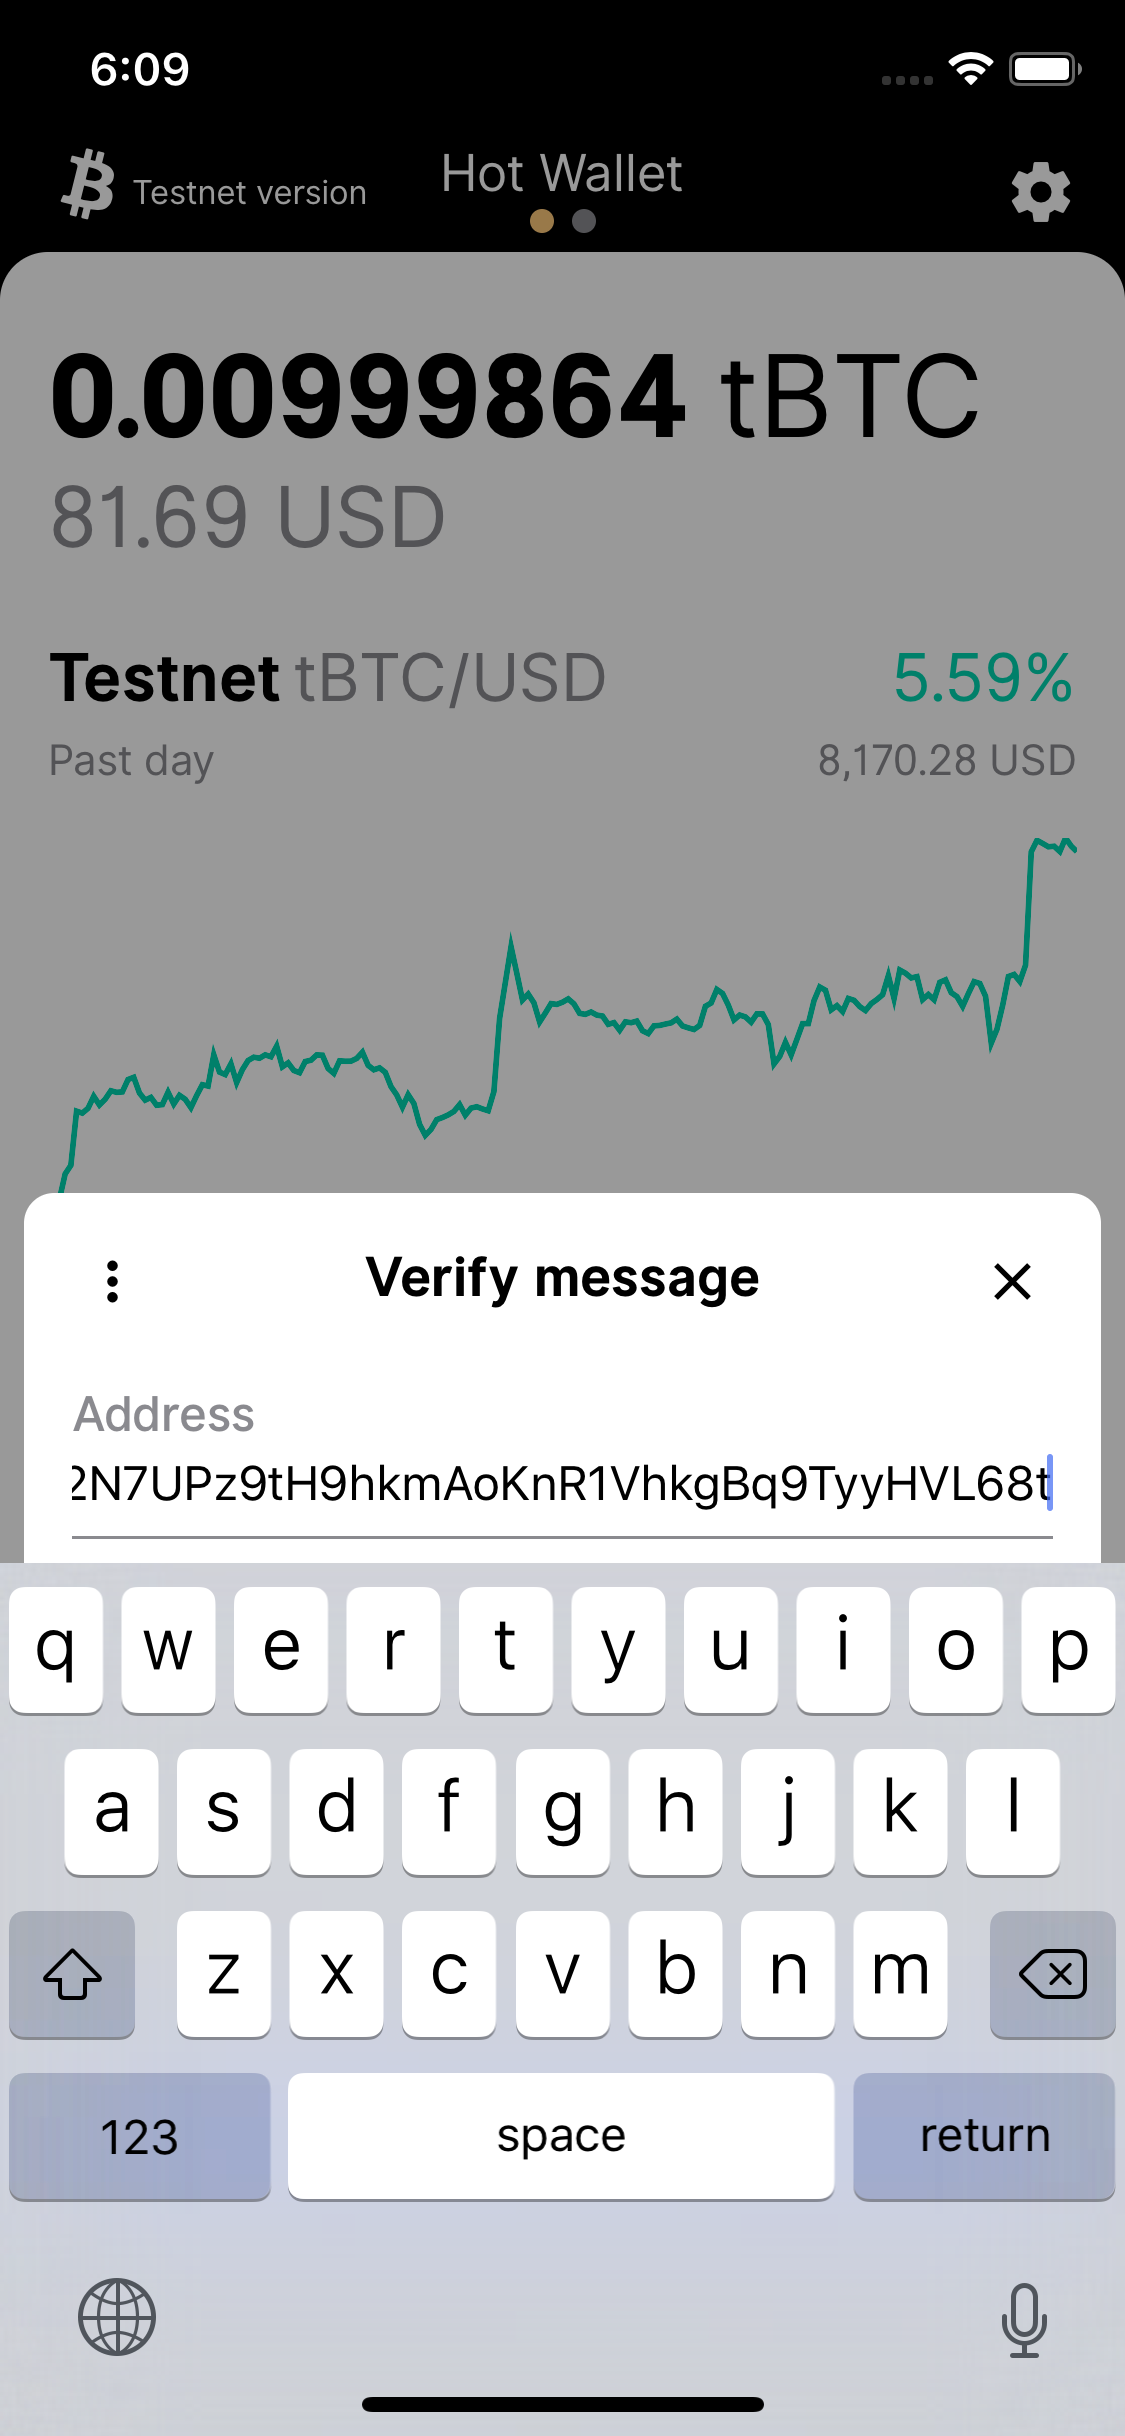 6:09
Testnet version
Hot Wallet
0.00999864 tBTC
81.69 USD
Testnet tBTC/USD
5.59%
Past day
8,170.28 USD
Verify message
Address
2N7UPz9tH9hkmAoKnR1VhkgBq9TyyHVL68t
q w e r t y u i o p
a s d f g h j k l
z x c v b n m
123 space return